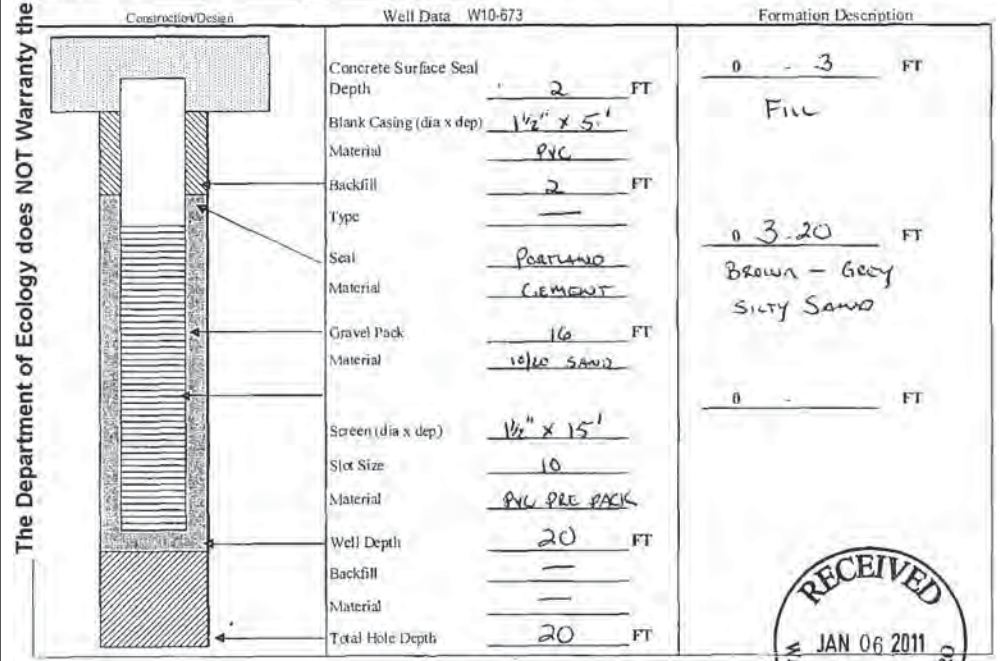 The Department of Ecology does NOT Warranty the
Construction/Design
Well Data W10-673
Formation Description
Concrete Surface Seal
Depth 2 FT
Blank Casing (dia x dep) 1 1/2" x 5'
Material PVC
Backfill 2 FT
Type —
Seal PORTLAND
Material CEMENT
Gravel Pack 16 FT
Material 10/20 SAND
Screen (dia x dep) 1 1/2" x 15'
Slot Size 10
Material PVC PRE PACK
Well Depth 20 FT
Backfill —
Material —
Total Hole Depth 20 FT
0 - 3 FT
FILL
0 3-20 FT
BROWN - GREY
SILTY SAND
0 - FT
RECEIVED
JAN 06 2011